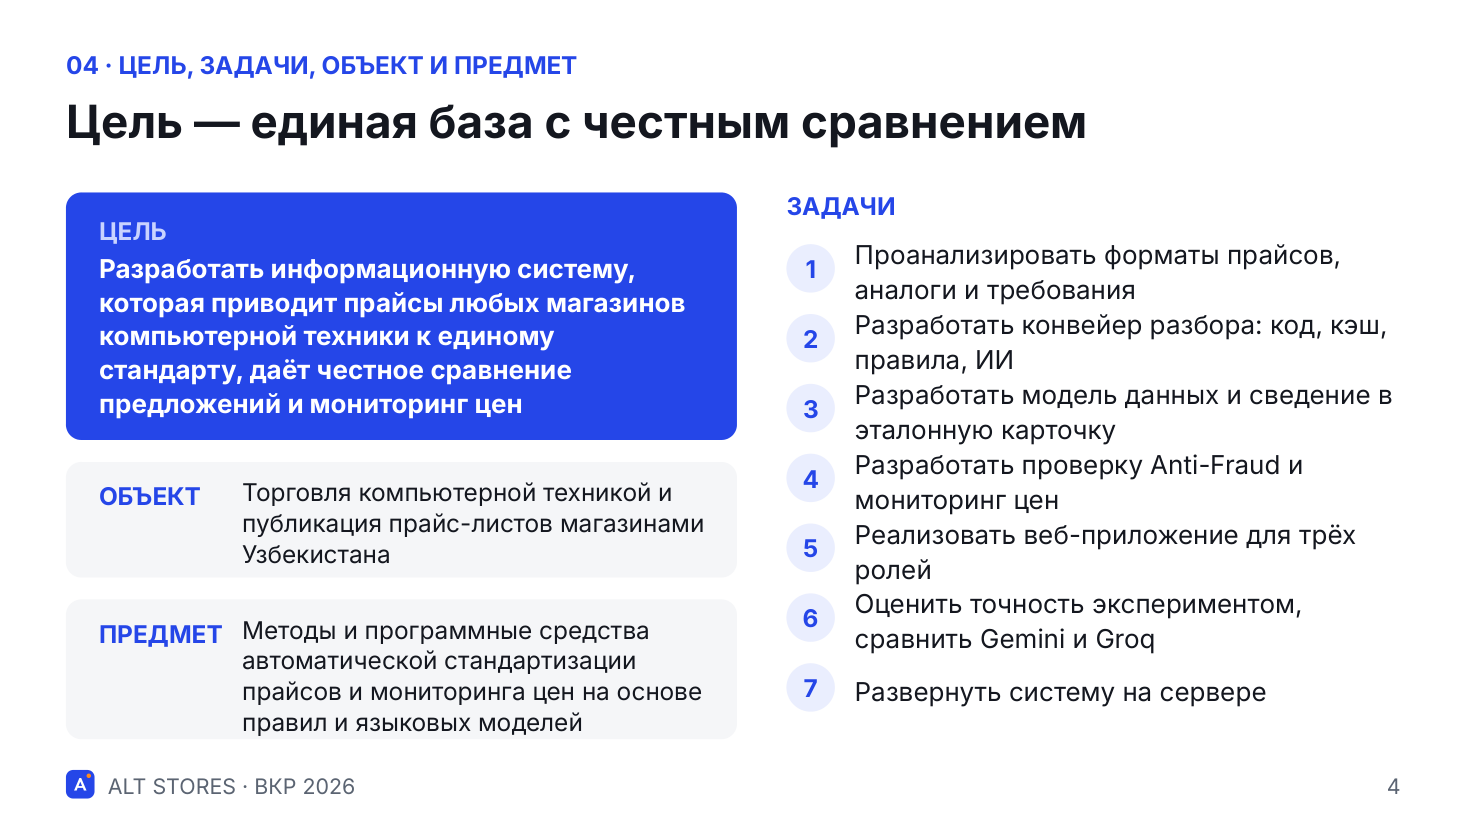 04 · ЦЕЛЬ, ЗАДАЧИ, ОБЪЕКТ И ПРЕДМЕТ
Цель — единая база с честным сравнением
ЦЕЛЬ
Разработать информационную систему,
которая приводит прайсы любых магазинов
компьютерной техники к единому
стандарту, даёт честное сравнение
предложений и мониторинг цен
ОБЪЕКТ
Торговля компьютерной техникой и
публикация прайс-листов магазинами
Узбекистана
ПРЕДМЕТ
Методы и программные средства
автоматической стандартизации
прайсов и мониторинга цен на основе
правил и языковых моделей
ЗАДАЧИ
1 Проанализировать форматы прайсов,
аналоги и требования
2 Разработать конвейер разбора: код, кэш,
правила, ИИ
3 Разработать модель данных и сведение в
эталонную карточку
4 Разработать проверку Anti-Fraud и
мониторинг цен
5 Реализовать веб-приложение для трёх
ролей
6 Оценить точность экспериментом,
сравнить Gemini и Groq
7 Развернуть систему на сервере
A ALT STORES · ВКР 2026
4